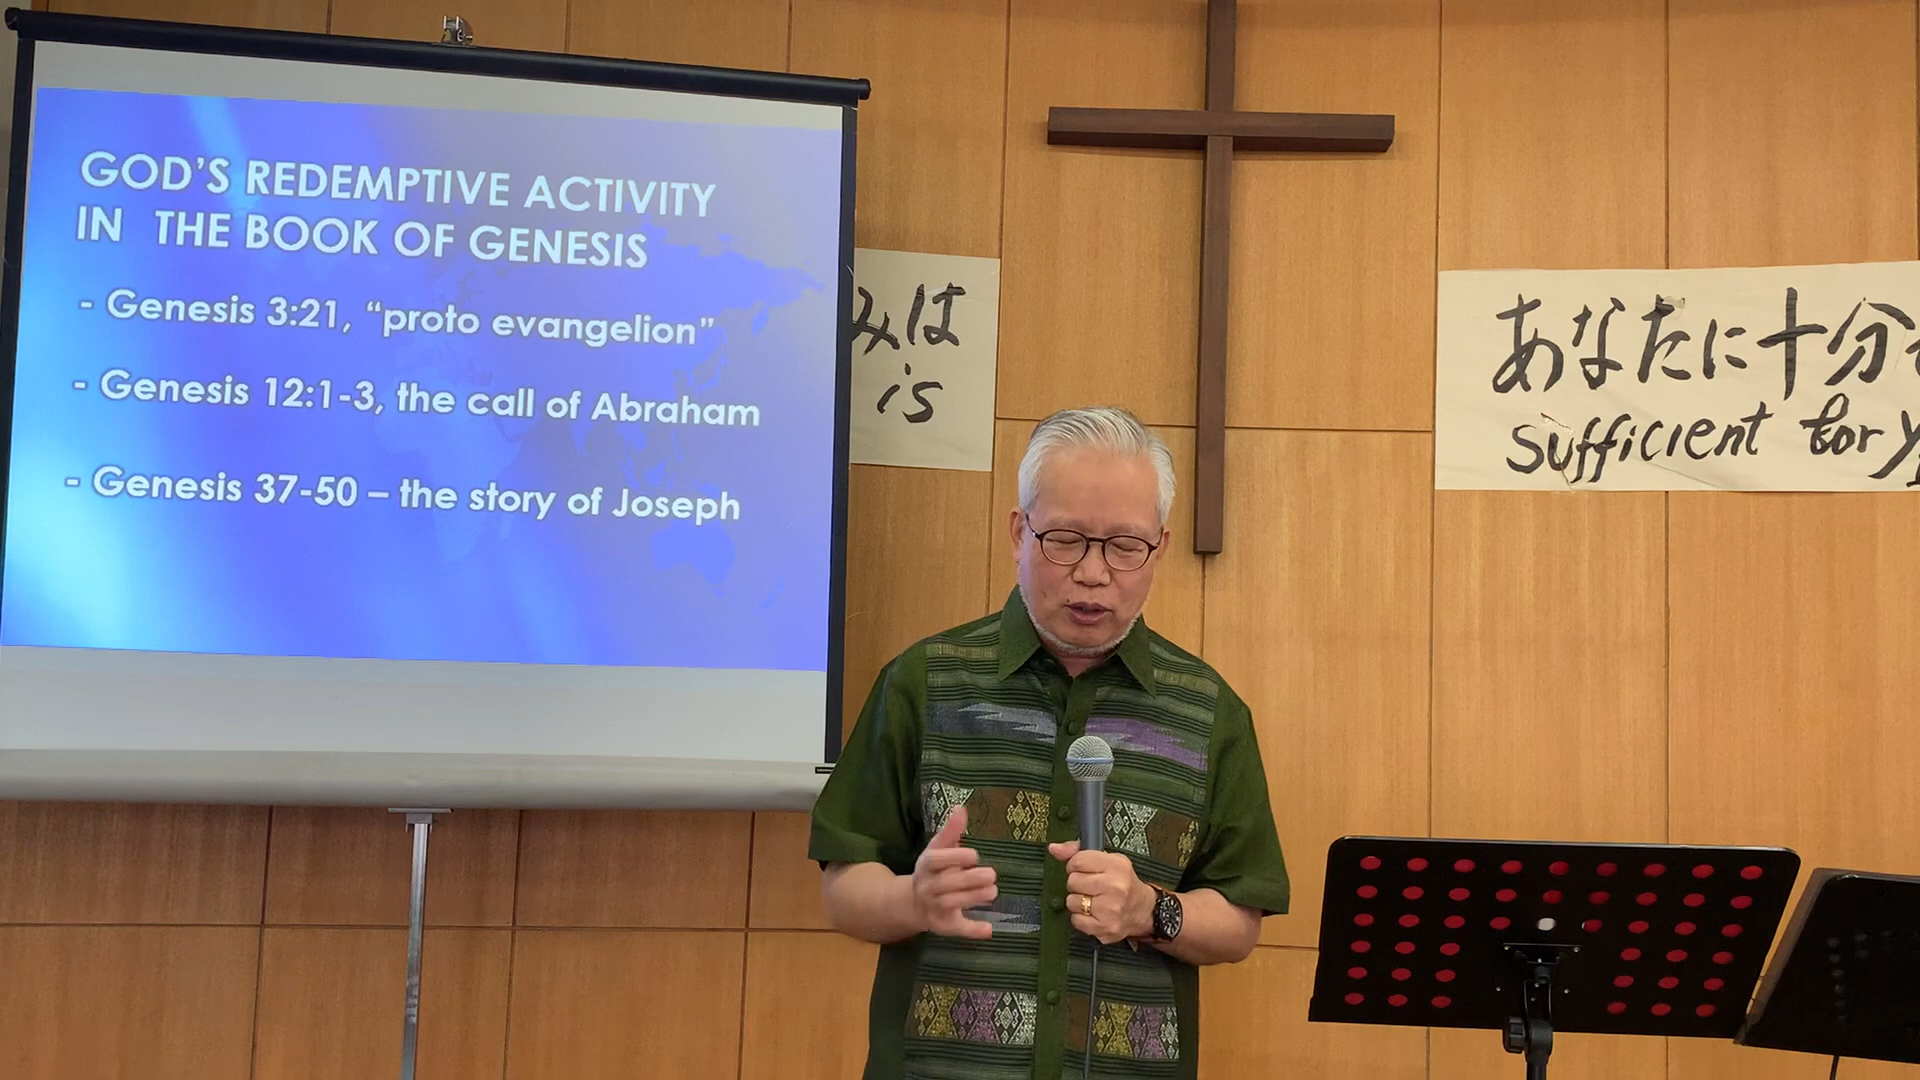 GOD’S REDEMPTIVE ACTIVITY
IN THE BOOK OF GENESIS
- Genesis 3:21, “proto evangelion”
- Genesis 12:1-3, the call of Abraham
- Genesis 37-50 – the story of Joseph
みは
is
あなたに十分
sufficient for